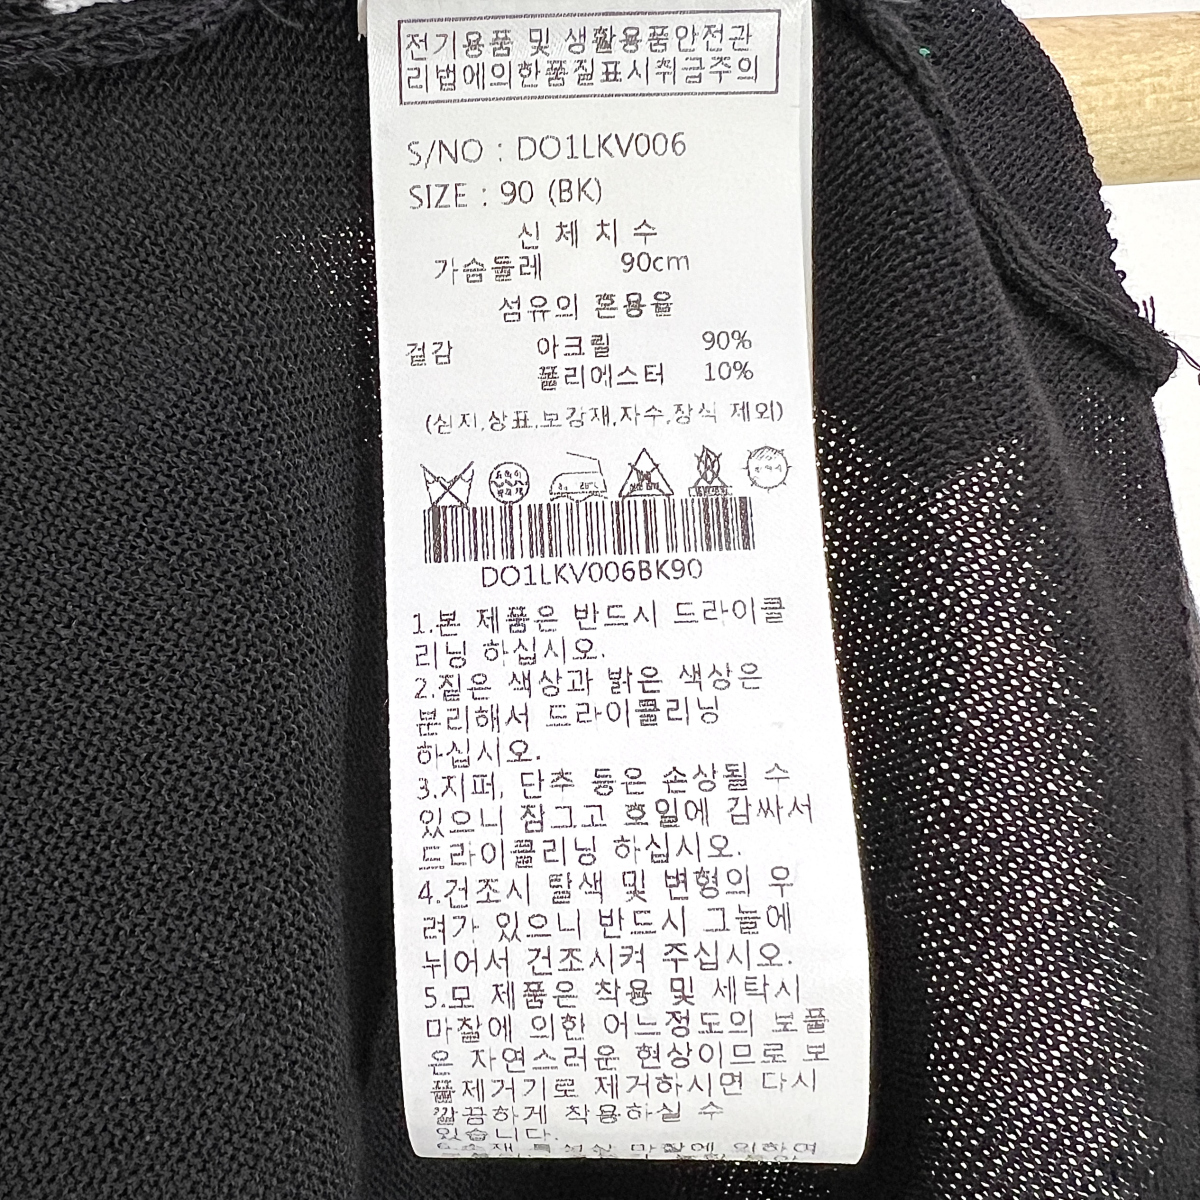 전기용품 및 생활용품안전관
리법에의한품질표시취급주의
S/NO : DO1LKV006
SIZE : 90 (BK)
신 체 치 수
가슴둘레 90cm
섬유의 혼용율
겉감 아크릴 90%
폴리에스터 10%
(심지,상표,보강재,자수,장식 제외)
DO1LKV006BK90
1.본 제품은 반드시 드라이클
리닝 하십시오.
2.짙은 색상과 밝은 색상은
분리해서 드라이클리닝
하십시오.
3.지퍼, 단추 등은 손상될 수
있으니 잠그고 호일에 감싸서
드라이클리닝 하십시오.
4.건조시 탈색 및 변형의 우
려가 있으니 반드시 그늘에
뉘어서 건조시켜 주십시오.
5.모 제품은 착용 및 세탁시
마찰에 의한 어느정도의 보풀
은 자연스러운 현상이므로 보
풀제거기로 제거하시면 다시
깔끔하게 착용하실 수
있습니다.
마찰에 의하여